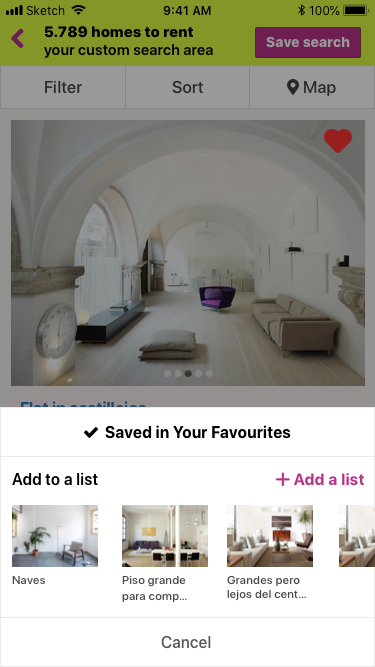 Sketch 9:41 AM 100%
5.789 homes to rent
your custom search area
Save search
Filter Sort Map
Saved in Your Favourites
Add to a list + Add a list
Naves
Piso grande
para comp...
Grandes pero
lejos del cent...
Cancel